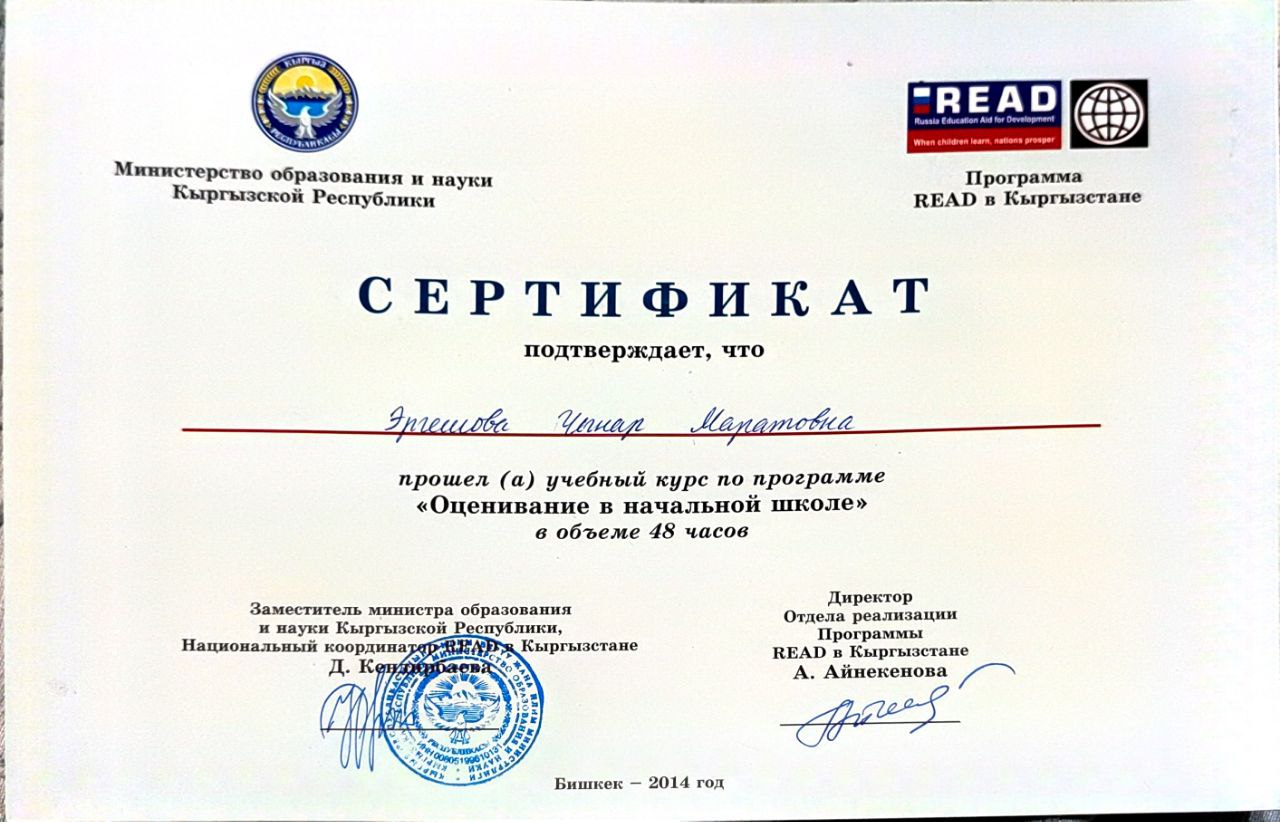 КЫРГЫЗ
РЕСПУБЛИКАСЫ
Министерство образования и науки
Кыргызской Республики
READ
Russia Education Aid for Development
When children learn, nations prosper
Программа
READ в Кыргызстане
СЕРТИФИКАТ
подтверждает, что
Эргешова Чынар Маратовна
прошел (а) учебный курс по программе
«Оценивание в начальной школе»
в объеме 48 часов
Заместитель министра образования
и науки Кыргызской Республики,
Национальный координатор READ в Кыргызстане
Д. Кендирбаева
Директор
Отдела реализации
Программы
READ в Кыргызстане
А. Айнекенова
Бишкек – 2014 год